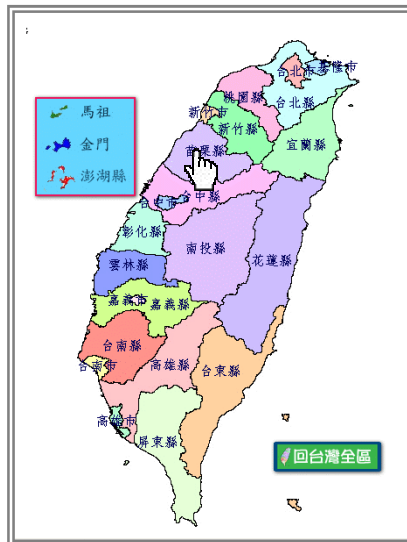 馬祖
金門
澎湖縣
台北市
基隆市
桃園縣
台北縣
新竹市
新竹縣
宜蘭縣
苗栗縣
台中市
台中縣
彰化縣
南投縣
花蓮縣
雲林縣
嘉義市
嘉義縣
台南縣
台南市
高雄縣
台東縣
高雄市
屏東縣
回台灣全區